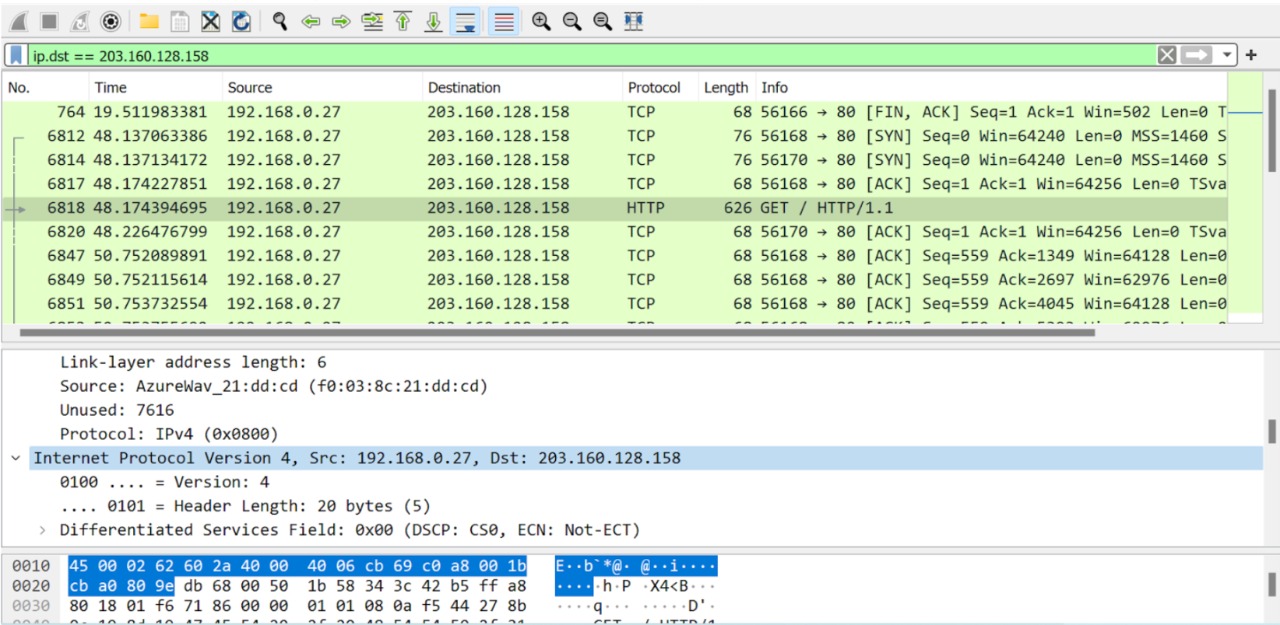 ip.dst == 203.160.128.158
No. Time Source Destination Protocol Length Info
764 19.511983381 192.168.0.27 203.160.128.158 TCP 68 56166 → 80 [FIN, ACK] Seq=1 Ack=1 Win=502 Len=0 T
6812 48.137063386 192.168.0.27 203.160.128.158 TCP 76 56168 → 80 [SYN] Seq=0 Win=64240 Len=0 MSS=1460 S
6814 48.137134172 192.168.0.27 203.160.128.158 TCP 76 56170 → 80 [SYN] Seq=0 Win=64240 Len=0 MSS=1460 S
6817 48.174227851 192.168.0.27 203.160.128.158 TCP 68 56168 → 80 [ACK] Seq=1 Ack=1 Win=64256 Len=0 TSva
6818 48.174394695 192.168.0.27 203.160.128.158 HTTP 626 GET / HTTP/1.1
6820 48.226476799 192.168.0.27 203.160.128.158 TCP 68 56170 → 80 [ACK] Seq=1 Ack=1 Win=64256 Len=0 TSva
6847 50.752089891 192.168.0.27 203.160.128.158 TCP 68 56168 → 80 [ACK] Seq=559 Ack=1349 Win=64128 Len=0
6849 50.752115614 192.168.0.27 203.160.128.158 TCP 68 56168 → 80 [ACK] Seq=559 Ack=2697 Win=62976 Len=0
6851 50.753732554 192.168.0.27 203.160.128.158 TCP 68 56168 → 80 [ACK] Seq=559 Ack=4045 Win=64128 Len=0
Link-layer address length: 6
Source: AzureWav_21:dd:cd (f0:03:8c:21:dd:cd)
Unused: 7616
Protocol: IPv4 (0x0800)
Internet Protocol Version 4, Src: 192.168.0.27, Dst: 203.160.128.158
0100 .... = Version: 4
.... 0101 = Header Length: 20 bytes (5)
Differentiated Services Field: 0x00 (DSCP: CS0, ECN: Not-ECT)
0010 45 00 02 62 60 2a 40 00 40 06 cb 69 c0 a8 00 1b E··b`*@· @··i····
0020 cb a0 80 9e db 68 00 50 1b 58 34 3c 42 b5 ff a8 ·····h·P ·X4<B···
0030 80 18 01 f6 71 86 00 00 01 01 08 0a f5 44 27 8b ····q··· ·····D'·